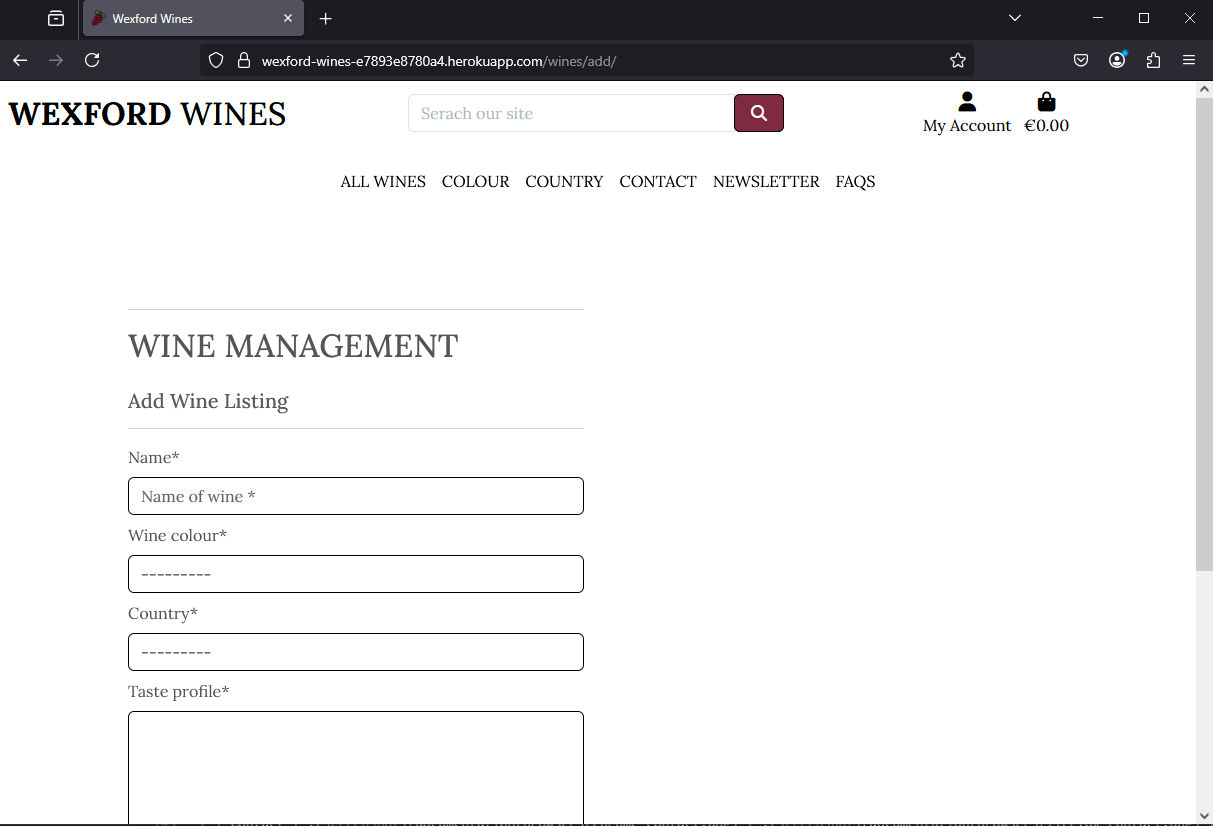 Wexford Wines
wexford-wines-e7893e8780a4.herokuapp.com/wines/add/
WEXFORD WINES
Serach our site
My Account
€0.00
ALL WINES COLOUR COUNTRY CONTACT NEWSLETTER FAQS
WINE MANAGEMENT
Add Wine Listing
Name*
Name of wine *
Wine colour*
---------
Country*
---------
Taste profile*